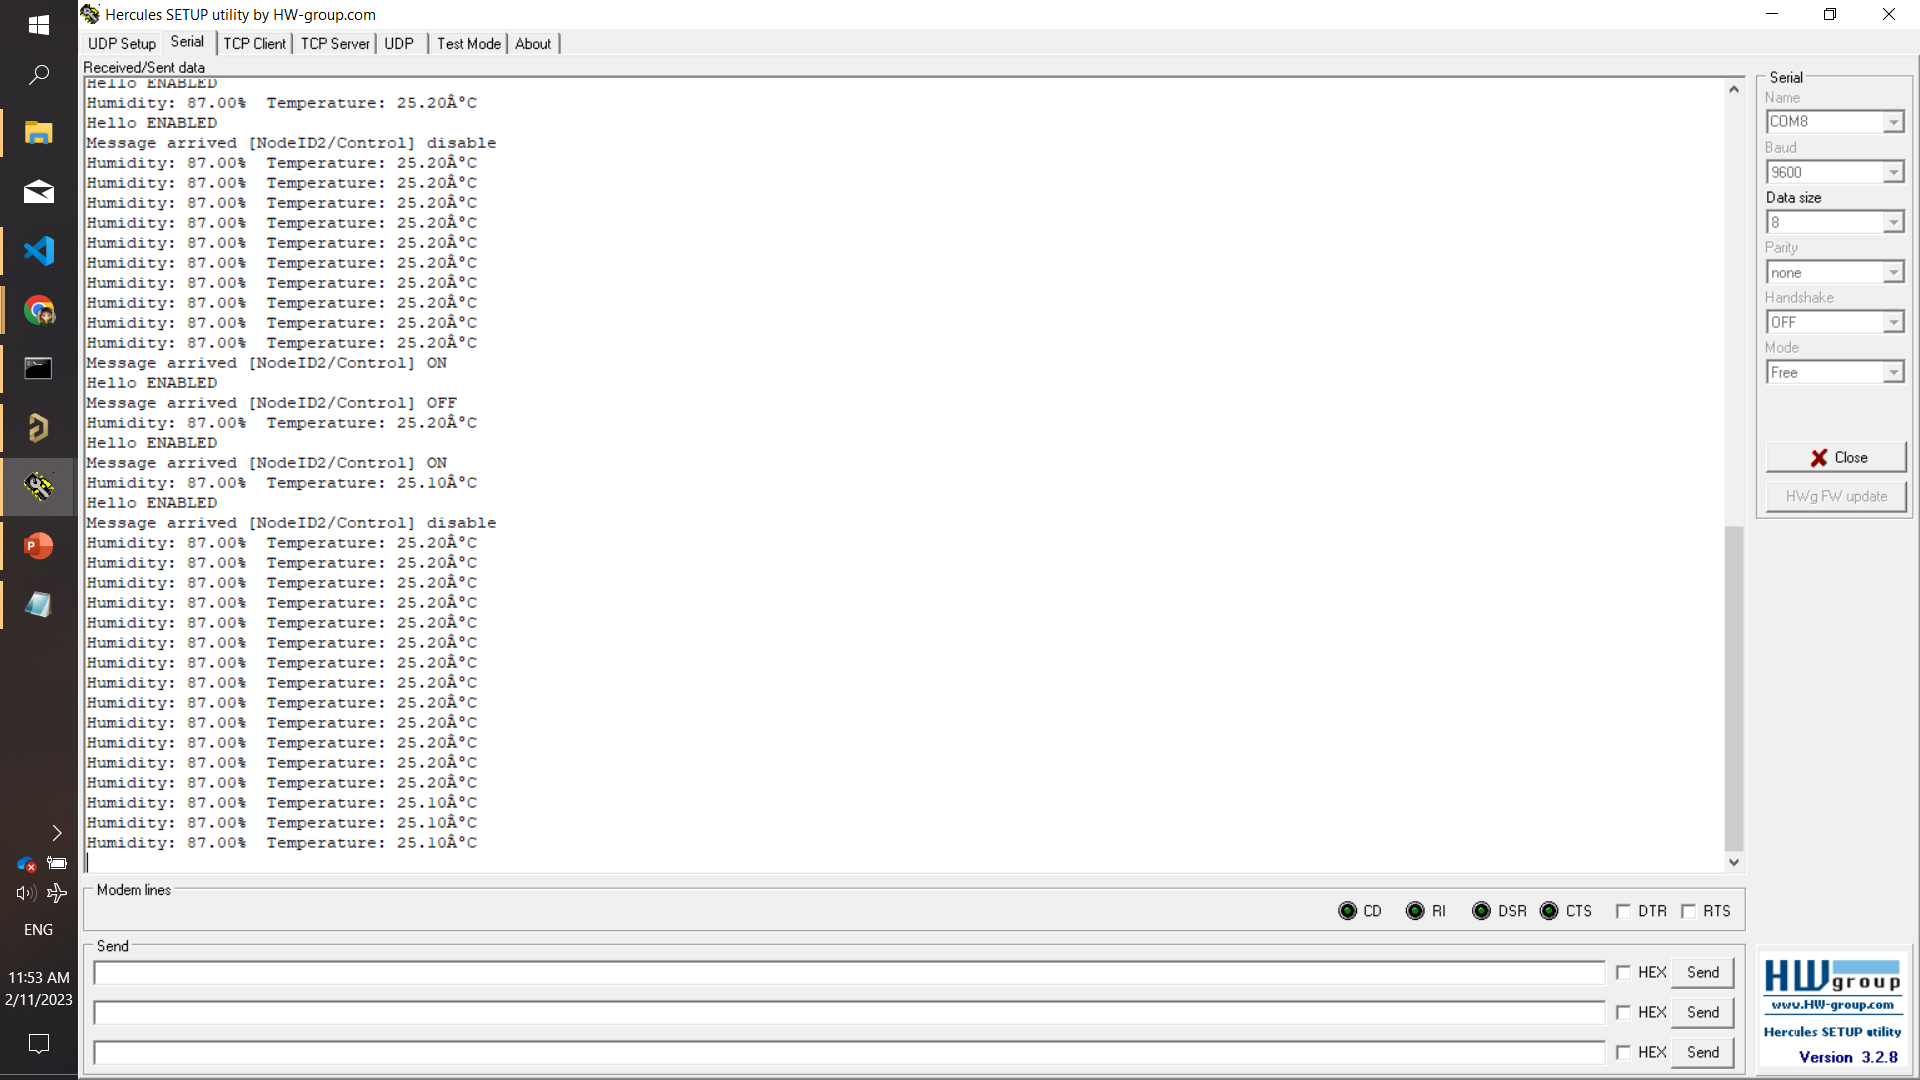 Hercules SETUP utility by HW-group.com
UDP Setup Serial TCP Client TCP Server UDP Test Mode About
Received/Sent data
Hello ENABLED
Humidity: 87.00%  Temperature: 25.20Â°C
Hello ENABLED
Message arrived [NodeID2/Control] disable
Humidity: 87.00%  Temperature: 25.20Â°C
Humidity: 87.00%  Temperature: 25.20Â°C
Humidity: 87.00%  Temperature: 25.20Â°C
Humidity: 87.00%  Temperature: 25.20Â°C
Humidity: 87.00%  Temperature: 25.20Â°C
Humidity: 87.00%  Temperature: 25.20Â°C
Humidity: 87.00%  Temperature: 25.20Â°C
Humidity: 87.00%  Temperature: 25.20Â°C
Humidity: 87.00%  Temperature: 25.20Â°C
Humidity: 87.00%  Temperature: 25.20Â°C
Message arrived [NodeID2/Control] ON
Hello ENABLED
Message arrived [NodeID2/Control] OFF
Humidity: 87.00%  Temperature: 25.20Â°C
Hello ENABLED
Message arrived [NodeID2/Control] ON
Humidity: 87.00%  Temperature: 25.10Â°C
Hello ENABLED
Message arrived [NodeID2/Control] disable
Humidity: 87.00%  Temperature: 25.20Â°C
Humidity: 87.00%  Temperature: 25.20Â°C
Humidity: 87.00%  Temperature: 25.20Â°C
Humidity: 87.00%  Temperature: 25.20Â°C
Humidity: 87.00%  Temperature: 25.20Â°C
Humidity: 87.00%  Temperature: 25.20Â°C
Humidity: 87.00%  Temperature: 25.20Â°C
Humidity: 87.00%  Temperature: 25.20Â°C
Humidity: 87.00%  Temperature: 25.20Â°C
Humidity: 87.00%  Temperature: 25.20Â°C
Humidity: 87.00%  Temperature: 25.20Â°C
Humidity: 87.00%  Temperature: 25.20Â°C
Humidity: 87.00%  Temperature: 25.20Â°C
Humidity: 87.00%  Temperature: 25.10Â°C
Humidity: 87.00%  Temperature: 25.10Â°C
Humidity: 87.00%  Temperature: 25.10Â°C
Serial
Name
COM8
Baud
9600
Data size
8
Parity
none
Handshake
OFF
Mode
Free
Close
HWg FW update
Modem lines
CD RI DSR CTS DTR RTS
Send
HEX Send
HEX Send
HEX Send
HW group
www.HW-group.com
Hercules SETUP utility
Version 3.2.8
P
ENG
11:53 AM
2/11/2023